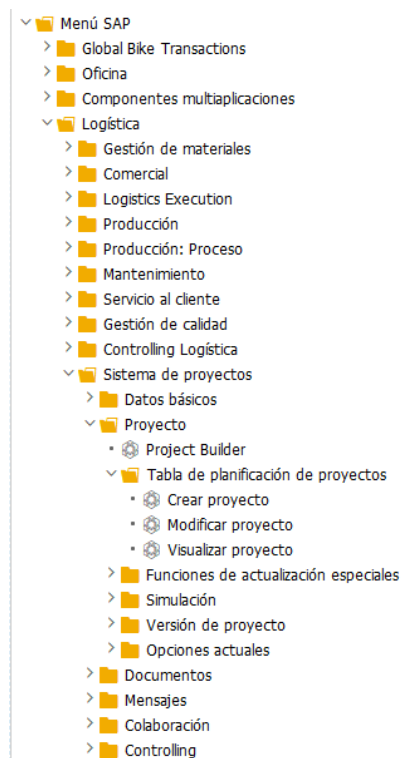 Menú SAP
Global Bike Transactions
Oficina
Componentes multiaplicaciones
Logística
Gestión de materiales
Comercial
Logistics Execution
Producción
Producción: Proceso
Mantenimiento
Servicio al cliente
Gestión de calidad
Controlling Logística
Sistema de proyectos
Datos básicos
Proyecto
Project Builder
Tabla de planificación de proyectos
Crear proyecto
Modificar proyecto
Visualizar proyecto
Funciones de actualización especiales
Simulación
Versión de proyecto
Opciones actuales
Documentos
Mensajes
Colaboración
Controlling